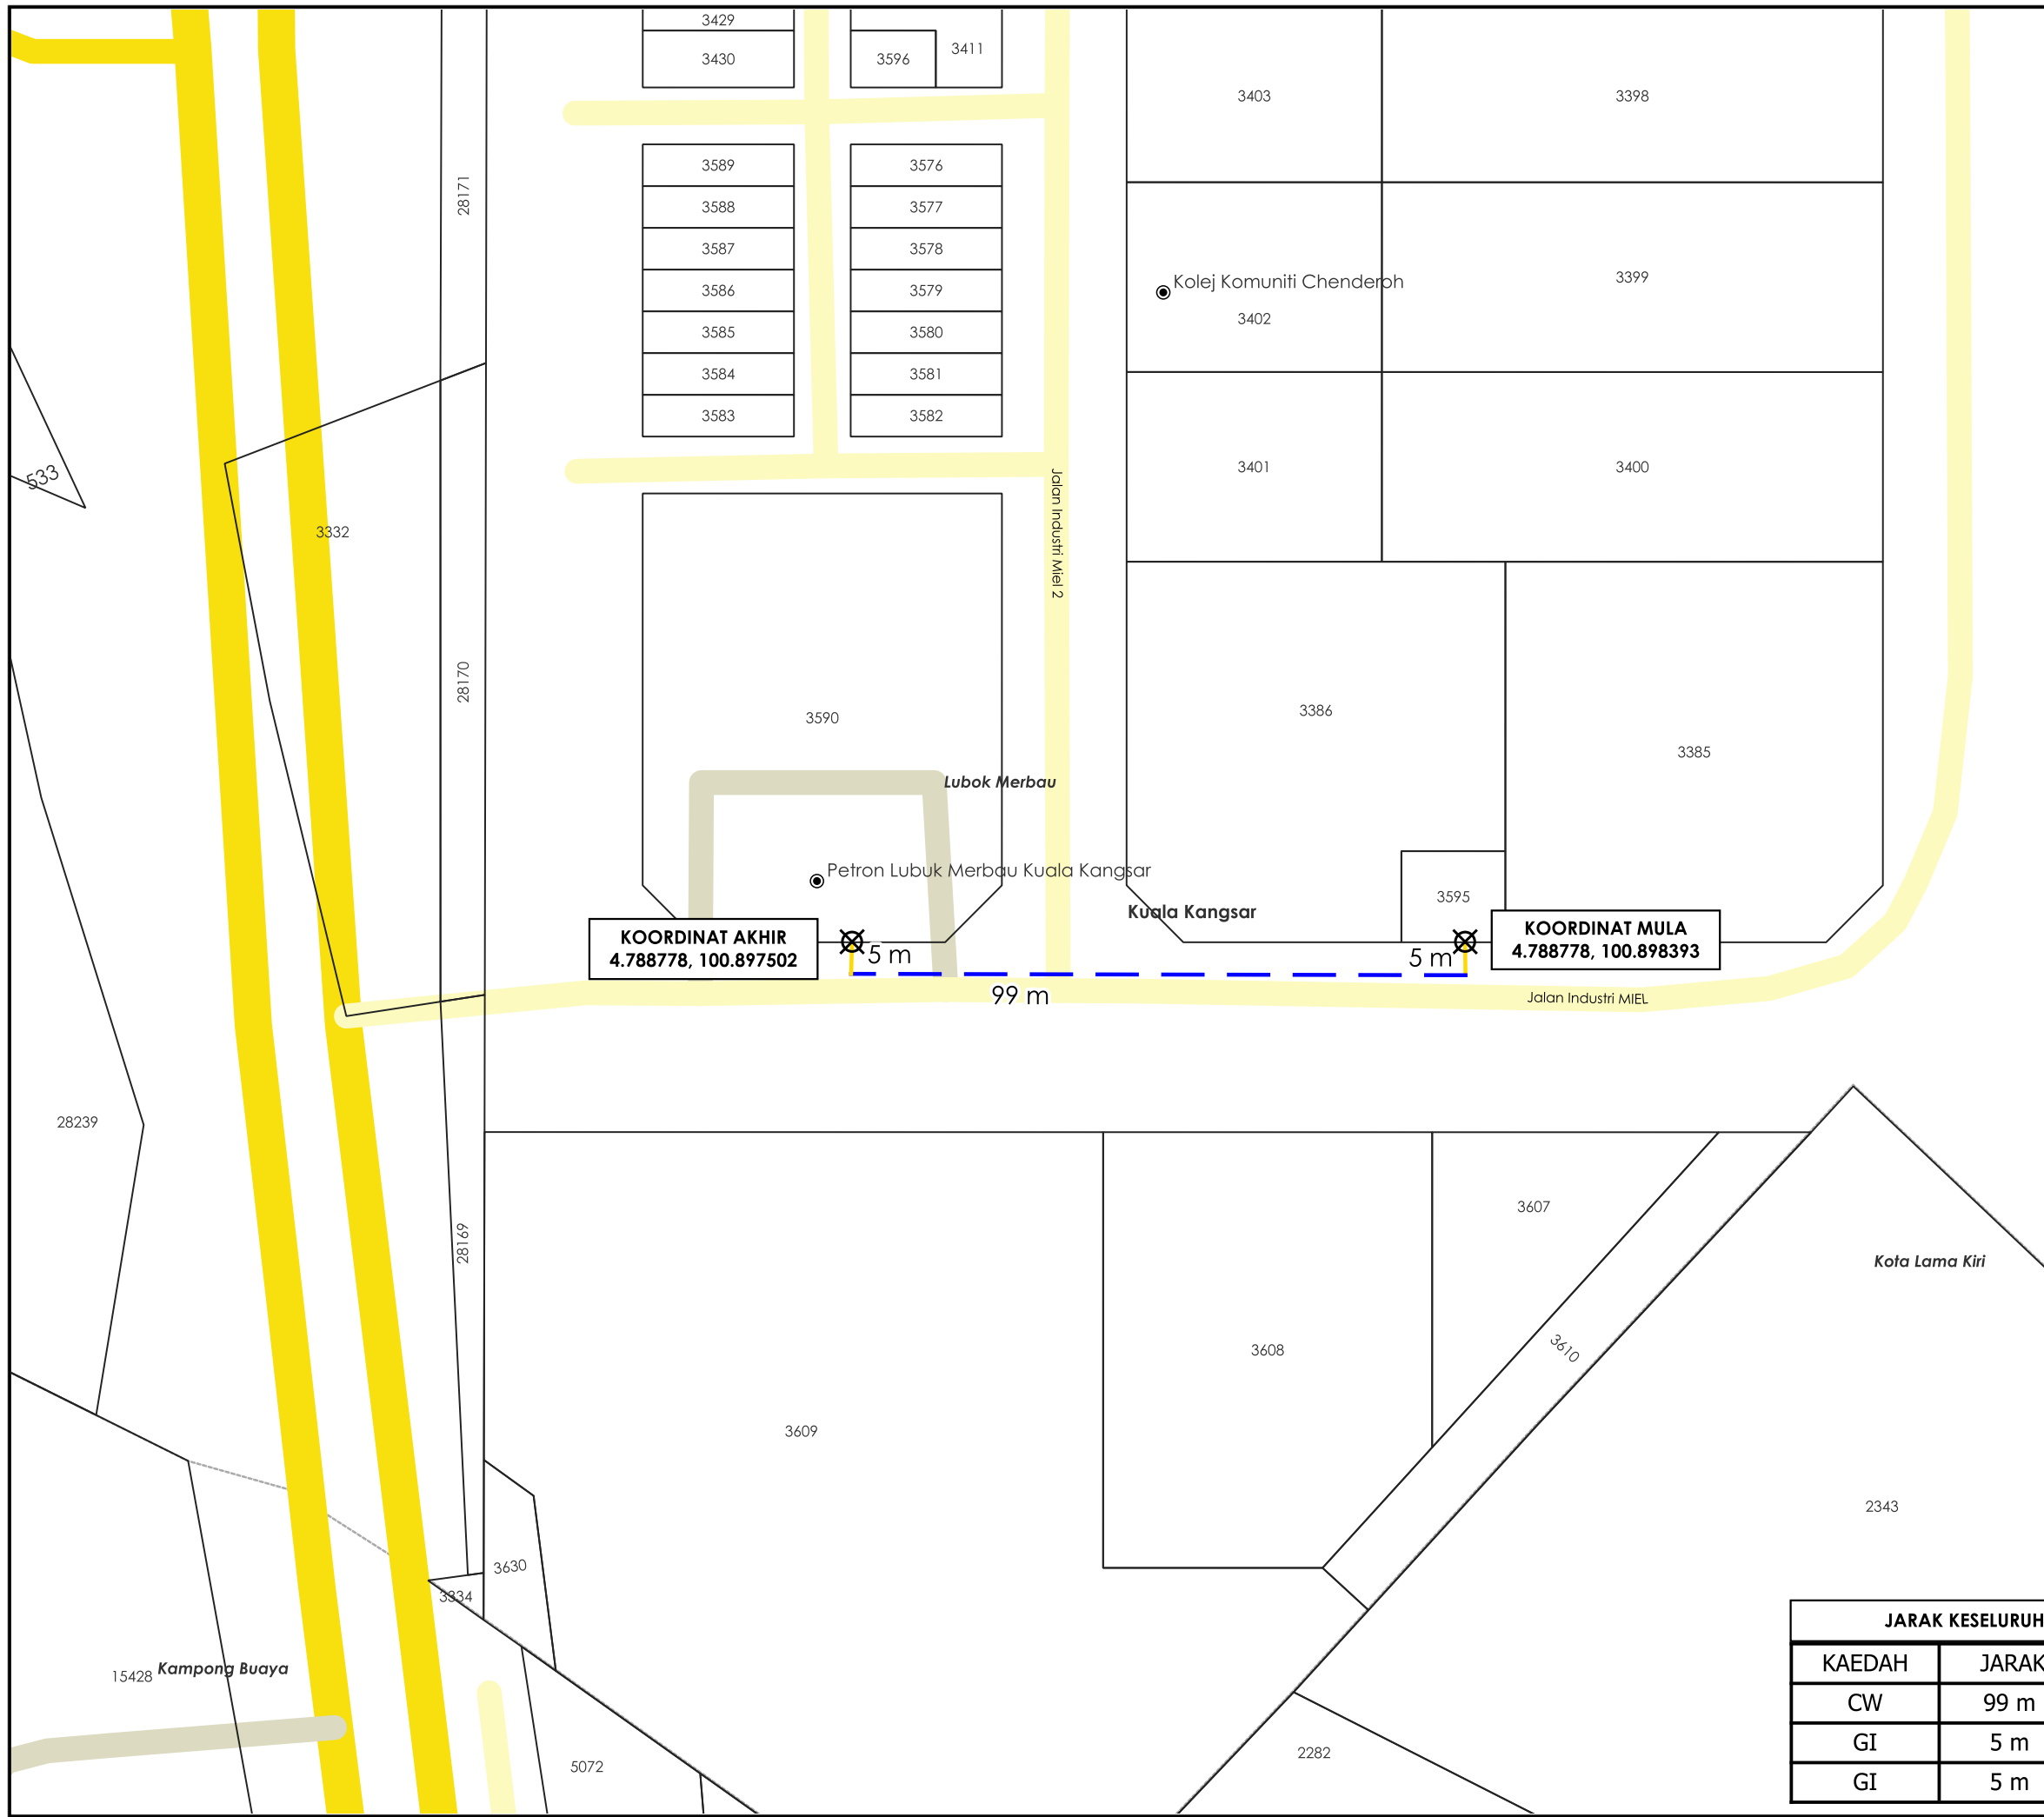 3429
3430
3596
3411
3403
3398
3589
3576
28171
3588
3577
3587
3578
Kolej Komuniti Chenderoh
3399
3586
3579
3402
3585
3580
3584
3581
3583
3582
3401
3400
533
3332
Jalan Industri Miel 2
28170
3590
3386
3385
Lubok Merbau
Petron Lubuk Merbau Kuala Kangsar
3595
Kuala Kangsar
KOORDINAT AKHIR
4.788778, 100.897502
KOORDINAT MULA
4.788778, 100.898393
5 m
5 m
99 m
Jalan Industri MIEL
28239
3607
28169
Kota Lama Kiri
3608
3610
3609
2343
3630
3334
15428
Kampong Buaya
5072
2282
JARAK KESELURUH
KAEDAH JARAK
CW 99 m
GI 5 m
GI 5 m